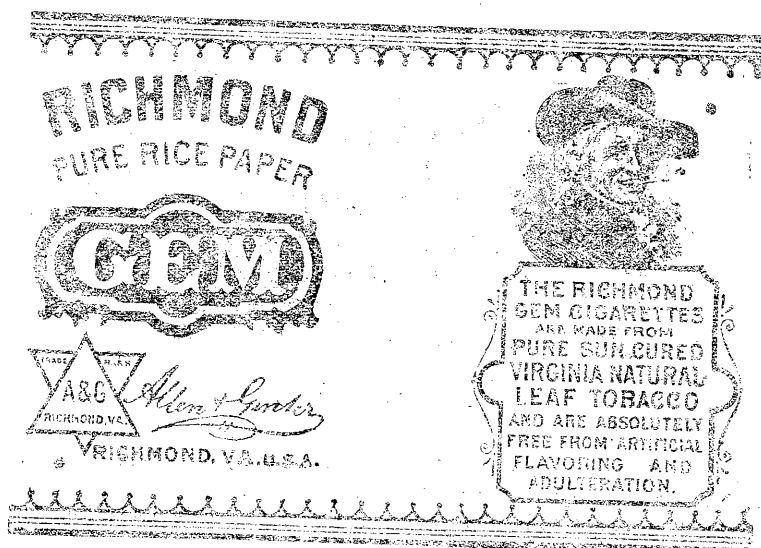 RICHMOND
PURE RICE PAPER
GEM
TRADE MARK
A&G
RICHMOND, VA.
Allen & Ginter
RICHMOND, VA. U.S.A.
THE RICHMOND
GEM CIGARETTES
ARE MADE FROM
PURE SUN CURED
VIRGINIA NATURAL
LEAF TOBACCO
AND ARE ABSOLUTELY
FREE FROM ARTIFICIAL
FLAVORING AND
ADULTERATION.